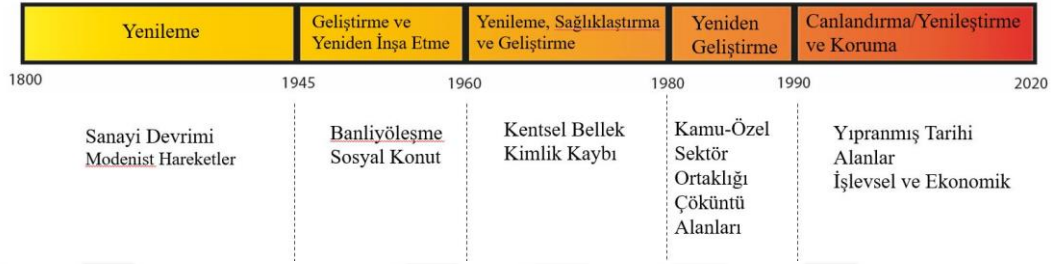 Yenileme
Geliştirme ve
Yeniden İnşa Etme
Yenileme, Sağlıklaştırma
ve Geliştirme
Yeniden
Geliştirme
Canlandırma/Yenileştirme
ve Koruma
1800
1945
1960
1980
1990
2020
Sanayi Devrimi
Modenist Hareketler
Banliyöleşme
Sosyal Konut
Kentsel Bellek
Kimlik Kaybı
Kamu-Özel
Sektör
Ortaklığı
Çöküntü
Alanları
Yıpranmış Tarihi
Alanlar
İşlevsel ve Ekonomik